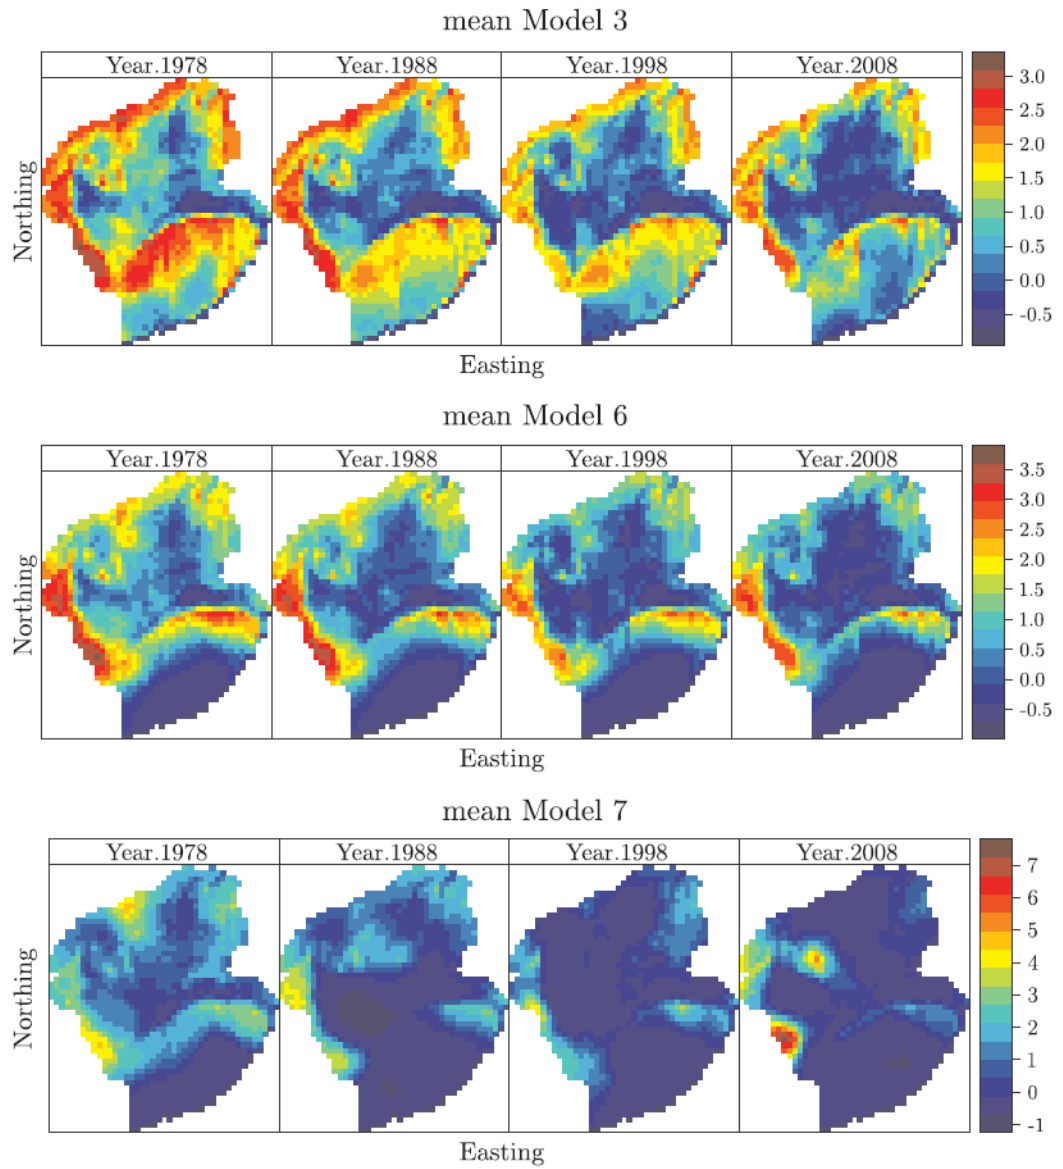 mean Model 3
Year.1978 Year.1988 Year.1998 Year.2008
Northing
3.0
2.5
2.0
1.5
1.0
0.5
0.0
-0.5
Easting
mean Model 6
Year.1978 Year.1988 Year.1998 Year.2008
Northing
3.5
3.0
2.5
2.0
1.5
1.0
0.5
0.0
-0.5
Easting
mean Model 7
Year.1978 Year.1988 Year.1998 Year.2008
Northing
7
6
5
4
3
2
1
0
-1
Easting